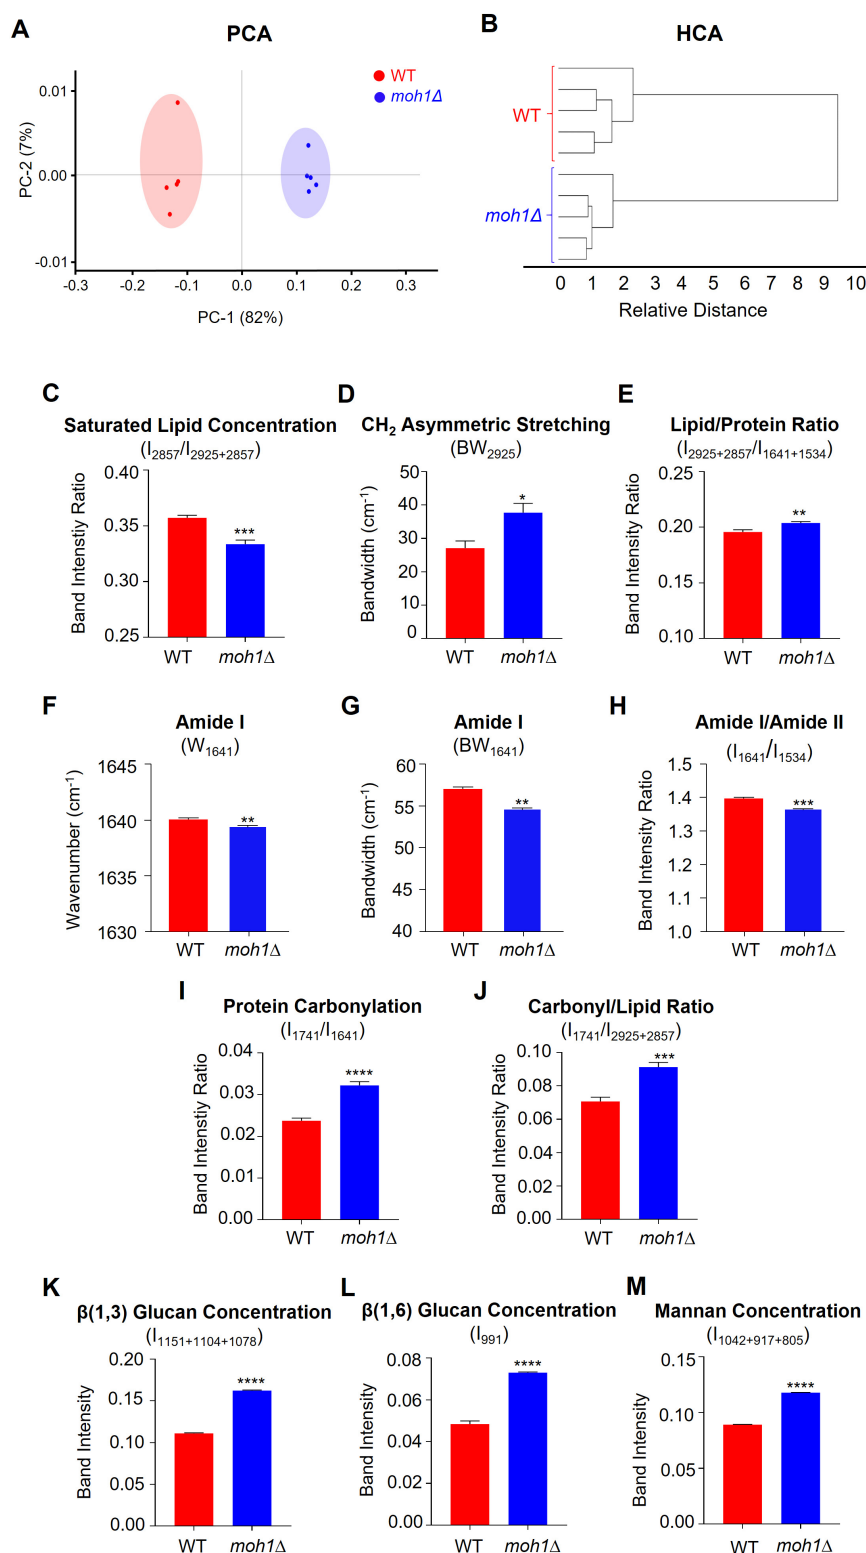 A
PCA
WT
moh1Δ
PC-2 (7%)
0.01
0.00
-0.01
-0.3
-0.2
-0.1
0.0
0.1
0.2
0.3
PC-1 (82%)
B
HCA
WT
moh1Δ
0 1 2 3 4 5 6 7 8 9 10
Relative Distance
C
Saturated Lipid Concentration
(I2857/I2925+2857)
Band Intenstiy Ratio
0.40
0.35
0.30
0.25
***
WT
moh1Δ
D
CH2 Asymmetric Stretching
(BW2925)
Bandwidth (cm-1)
50
40
30
20
10
0
*
WT
moh1Δ
E
Lipid/Protein Ratio
(I2925+2857/I1641+1534)
Band Intensity Ratio
0.25
0.20
0.15
0.10
**
WT
moh1Δ
F
Amide I
(W1641)
Wavenumber (cm-1)
1645
1640
1635
1630
**
WT
moh1Δ
G
Amide I
(BW1641)
Bandwidth (cm-1)
60
55
50
45
40
**
WT
moh1Δ
H
Amide I/Amide II
(I1641/I1534)
Band Intensity Ratio
1.5
1.4
1.3
1.2
1.1
1.0
***
WT
moh1Δ
I
Protein Carbonylation
(I1741/I1641)
Band Intenstiy Ratio
0.04
0.03
0.02
0.01
0.00
****
WT
moh1Δ
J
Carbonyl/Lipid Ratio
(I1741/I2925+2857)
Band Intensity Ratio
0.10
0.08
0.06
0.04
0.02
0.00
***
WT
moh1Δ
K
β(1,3) Glucan Concentration
(I1151+1104+1078)
Band Intensity
0.20
0.15
0.10
0.05
0.00
****
WT
moh1Δ
L
β(1,6) Glucan Concentration
(I991)
Band Intensity
0.08
0.06
0.04
0.02
0.00
****
WT
moh1Δ
M
Mannan Concentration
(I1042+917+805)
Band Intensity
0.15
0.10
0.05
0.00
****
WT
moh1Δ